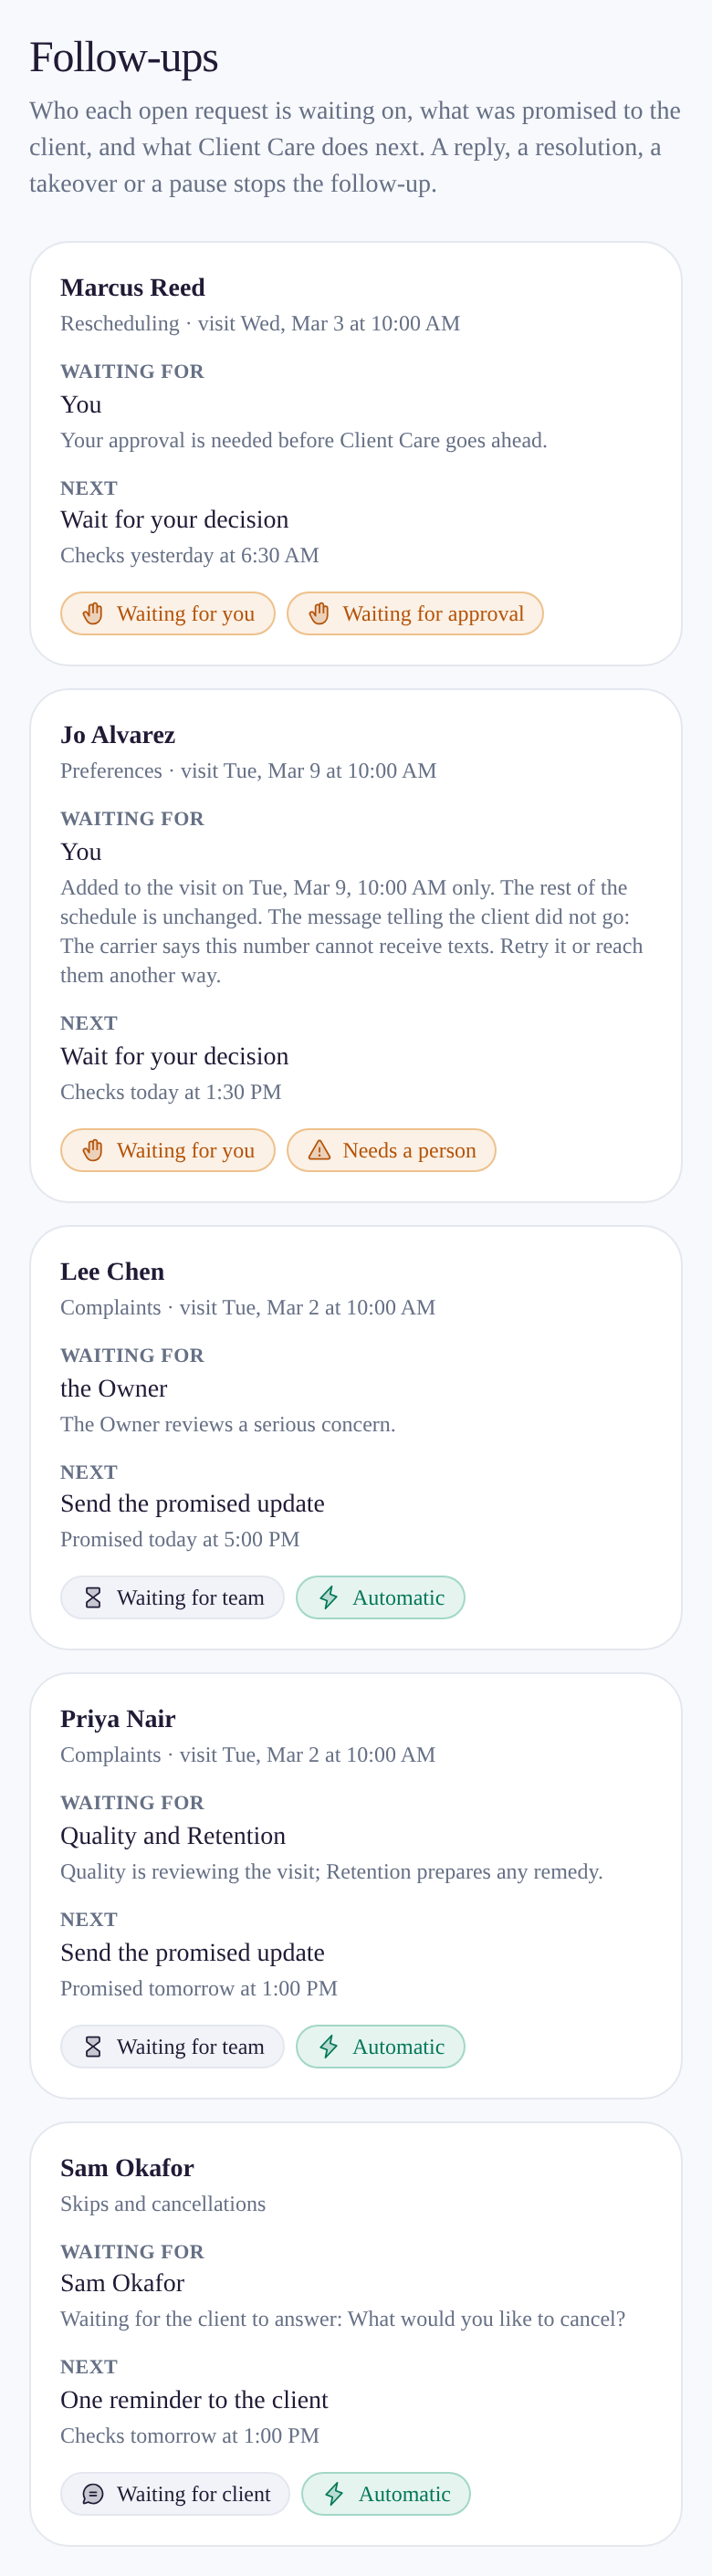 Follow-ups
Who each open request is waiting on, what was promised to the
client, and what Client Care does next. A reply, a resolution, a
takeover or a pause stops the follow-up.
Marcus Reed
Rescheduling · visit Wed, Mar 3 at 10:00 AM
WAITING FOR
You
Your approval is needed before Client Care goes ahead.
NEXT
Wait for your decision
Checks yesterday at 6:30 AM
Waiting for you
Waiting for approval
Jo Alvarez
Preferences · visit Tue, Mar 9 at 10:00 AM
WAITING FOR
You
Added to the visit on Tue, Mar 9, 10:00 AM only. The rest of the
schedule is unchanged. The message telling the client did not go:
The carrier says this number cannot receive texts. Retry it or reach
them another way.
NEXT
Wait for your decision
Checks today at 1:30 PM
Waiting for you
Needs a person
Lee Chen
Complaints · visit Tue, Mar 2 at 10:00 AM
WAITING FOR
the Owner
The Owner reviews a serious concern.
NEXT
Send the promised update
Promised today at 5:00 PM
Waiting for team
Automatic
Priya Nair
Complaints · visit Tue, Mar 2 at 10:00 AM
WAITING FOR
Quality and Retention
Quality is reviewing the visit; Retention prepares any remedy.
NEXT
Send the promised update
Promised tomorrow at 1:00 PM
Waiting for team
Automatic
Sam Okafor
Skips and cancellations
WAITING FOR
Sam Okafor
Waiting for the client to answer: What would you like to cancel?
NEXT
One reminder to the client
Checks tomorrow at 1:00 PM
Waiting for client
Automatic